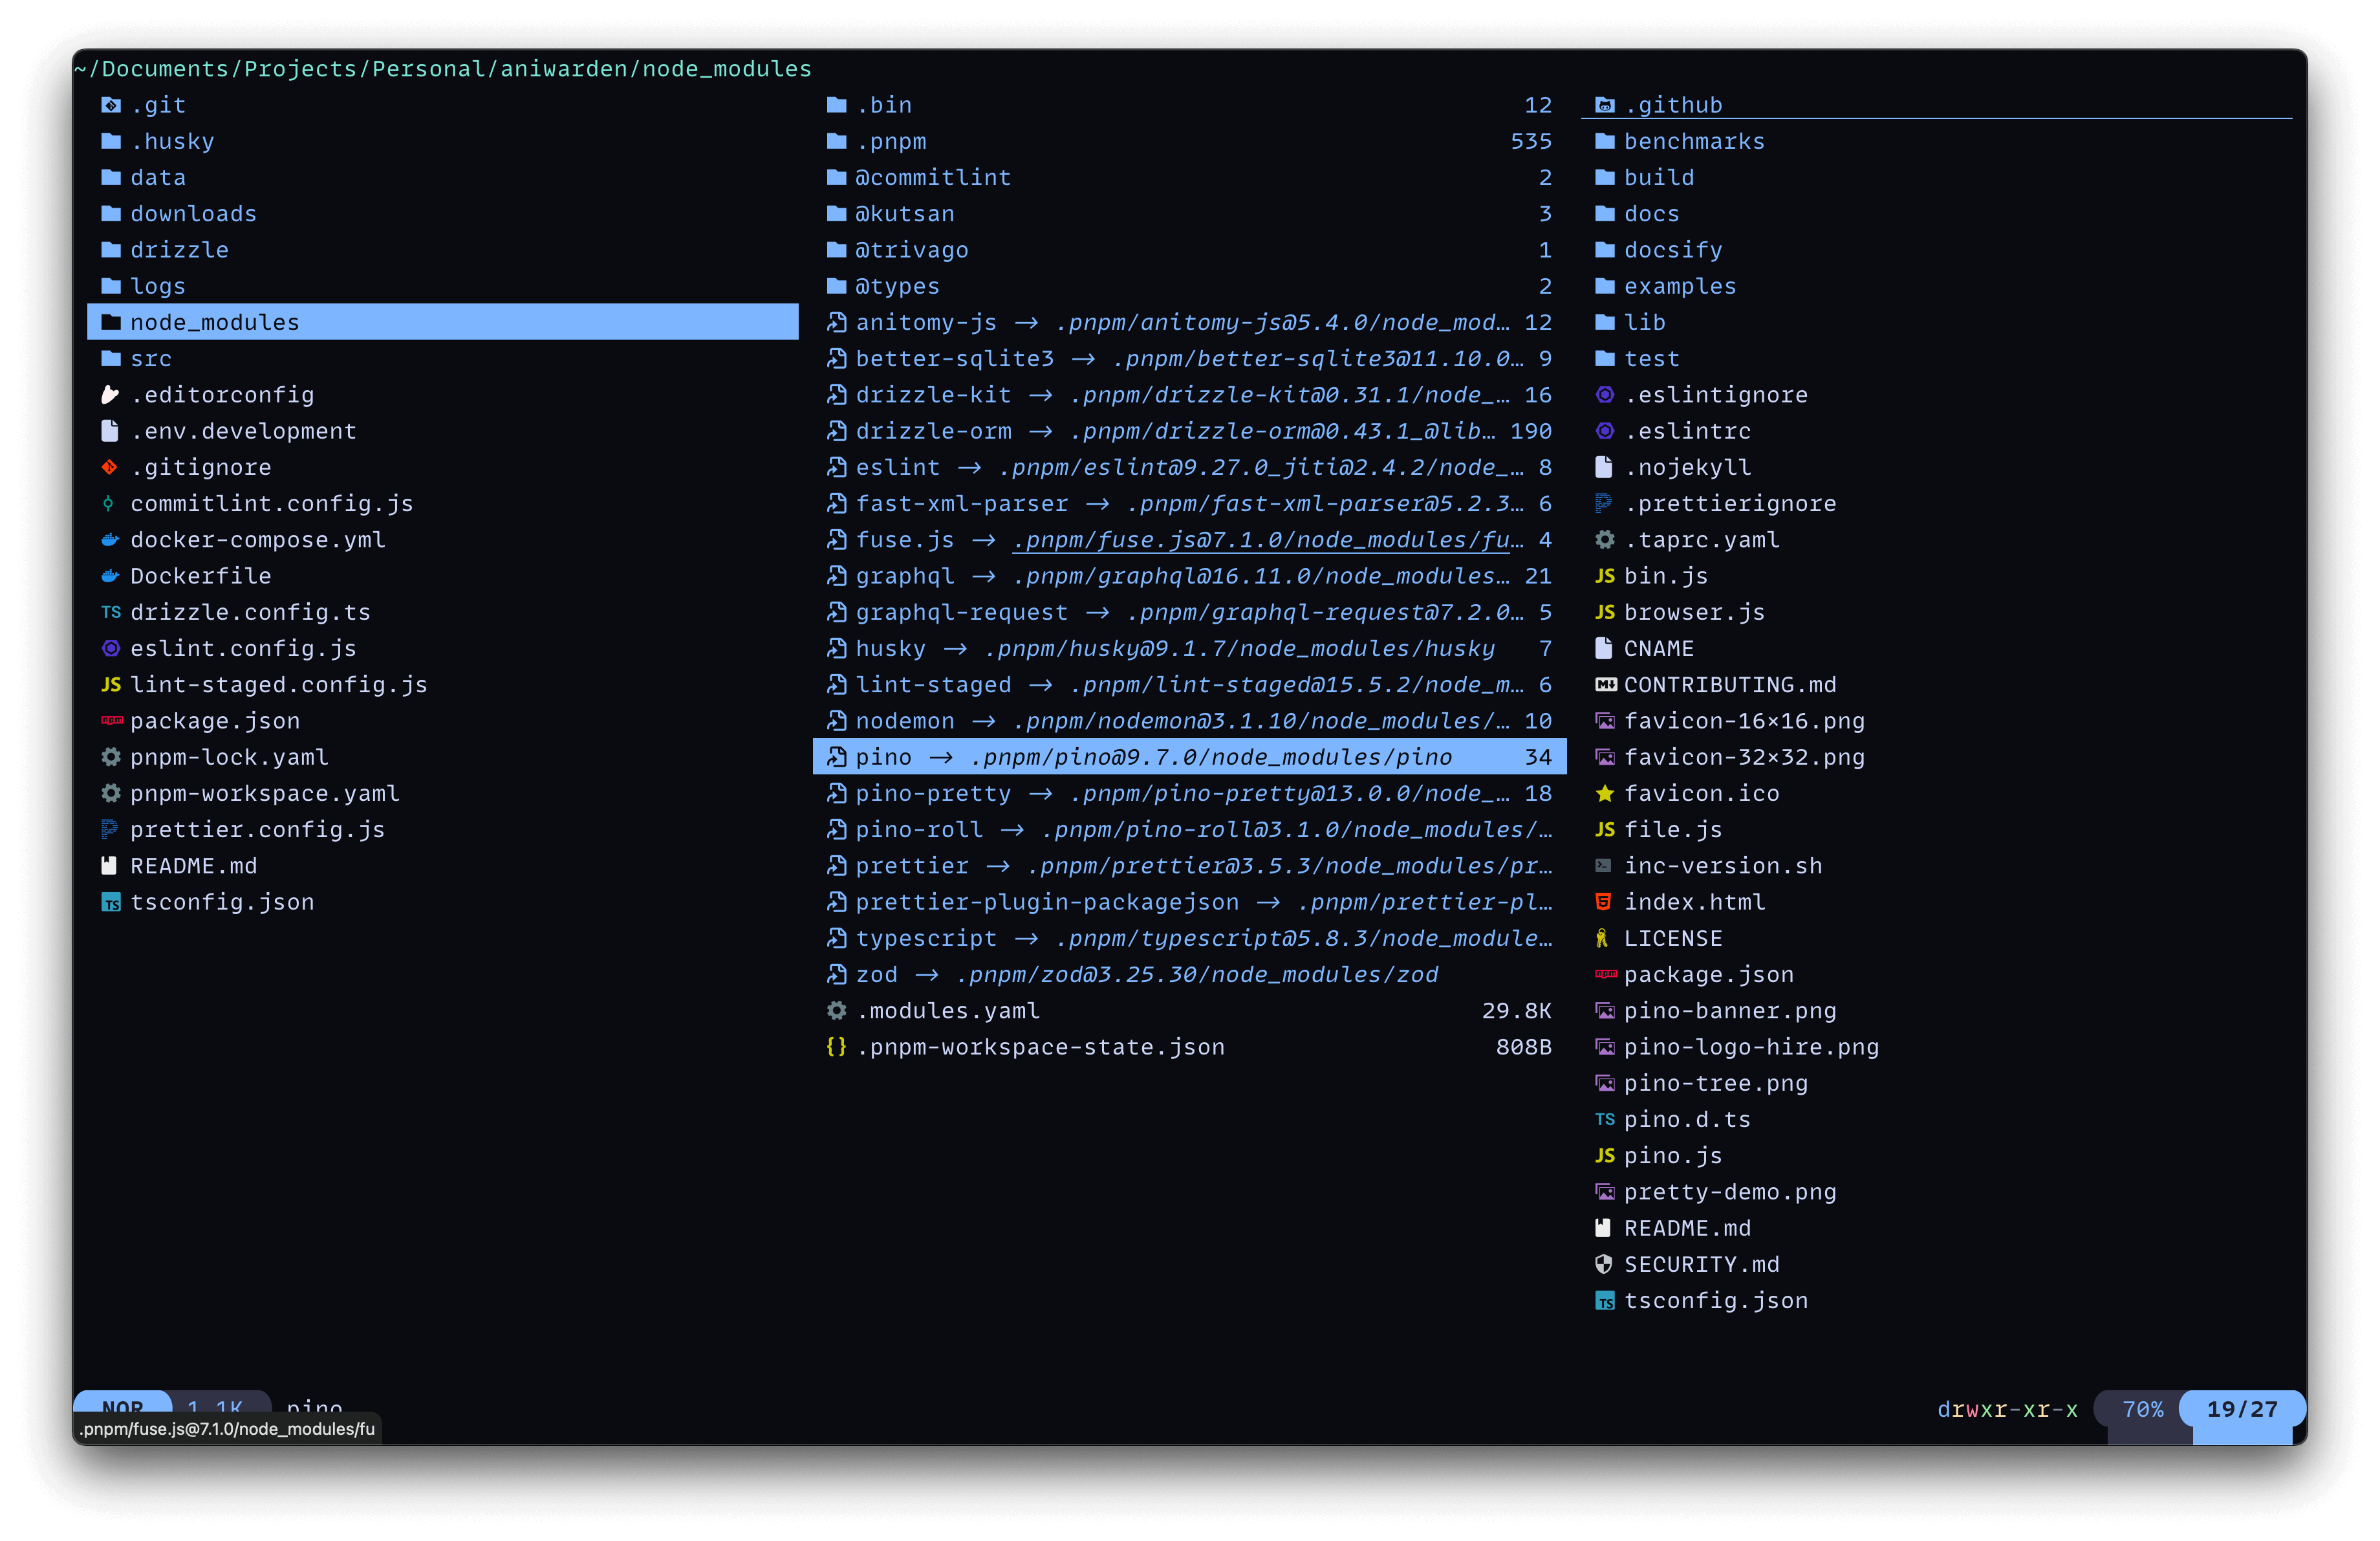 ~/Documents/Projects/Personal/aniwarden/node_modules
.git
.husky
data
downloads
drizzle
logs
node_modules
src
.editorconfig
.env.development
.gitignore
commitlint.config.js
docker-compose.yml
Dockerfile
TS drizzle.config.ts
eslint.config.js
JS lint-staged.config.js
npm package.json
pnpm-lock.yaml
pnpm-workspace.yaml
prettier.config.js
README.md
TS tsconfig.json
.bin 12
.pnpm 535
@commitlint 2
@kutsan 3
@trivago 1
@types 2
anitomy-js -> .pnpm/anitomy-js@5.4.0/node_mod… 12
better-sqlite3 -> .pnpm/better-sqlite3@11.10.0… 9
drizzle-kit -> .pnpm/drizzle-kit@0.31.1/node_… 16
drizzle-orm -> .pnpm/drizzle-orm@0.43.1_@lib… 190
eslint -> .pnpm/eslint@9.27.0_jiti@2.4.2/node_… 8
fast-xml-parser -> .pnpm/fast-xml-parser@5.2.3… 6
fuse.js -> .pnpm/fuse.js@7.1.0/node_modules/fu… 4
graphql -> .pnpm/graphql@16.11.0/node_modules… 21
graphql-request -> .pnpm/graphql-request@7.2.0… 5
husky -> .pnpm/husky@9.1.7/node_modules/husky 7
lint-staged -> .pnpm/lint-staged@15.5.2/node_m… 6
nodemon -> .pnpm/nodemon@3.1.10/node_modules/… 10
pino -> .pnpm/pino@9.7.0/node_modules/pino 34
pino-pretty -> .pnpm/pino-pretty@13.0.0/node_… 18
pino-roll -> .pnpm/pino-roll@3.1.0/node_modules/…
prettier -> .pnpm/prettier@3.5.3/node_modules/pr…
prettier-plugin-packagejson -> .pnpm/prettier-pl…
typescript -> .pnpm/typescript@5.8.3/node_module…
zod -> .pnpm/zod@3.25.30/node_modules/zod
.modules.yaml 29.8K
{} .pnpm-workspace-state.json 808B
.github
benchmarks
build
docs
docsify
examples
lib
test
.eslintignore
.eslintrc
.nojekyll
.prettierignore
.taprc.yaml
JS bin.js
JS browser.js
CNAME
CONTRIBUTING.md
favicon-16×16.png
favicon-32×32.png
favicon.ico
JS file.js
inc-version.sh
index.html
LICENSE
npm package.json
pino-banner.png
pino-logo-hire.png
pino-tree.png
TS pino.d.ts
JS pino.js
pretty-demo.png
README.md
SECURITY.md
TS tsconfig.json
NOR 1.1K pino drwxr-xr-x 70% 19/27
.pnpm/fuse.js@7.1.0/node_modules/fu